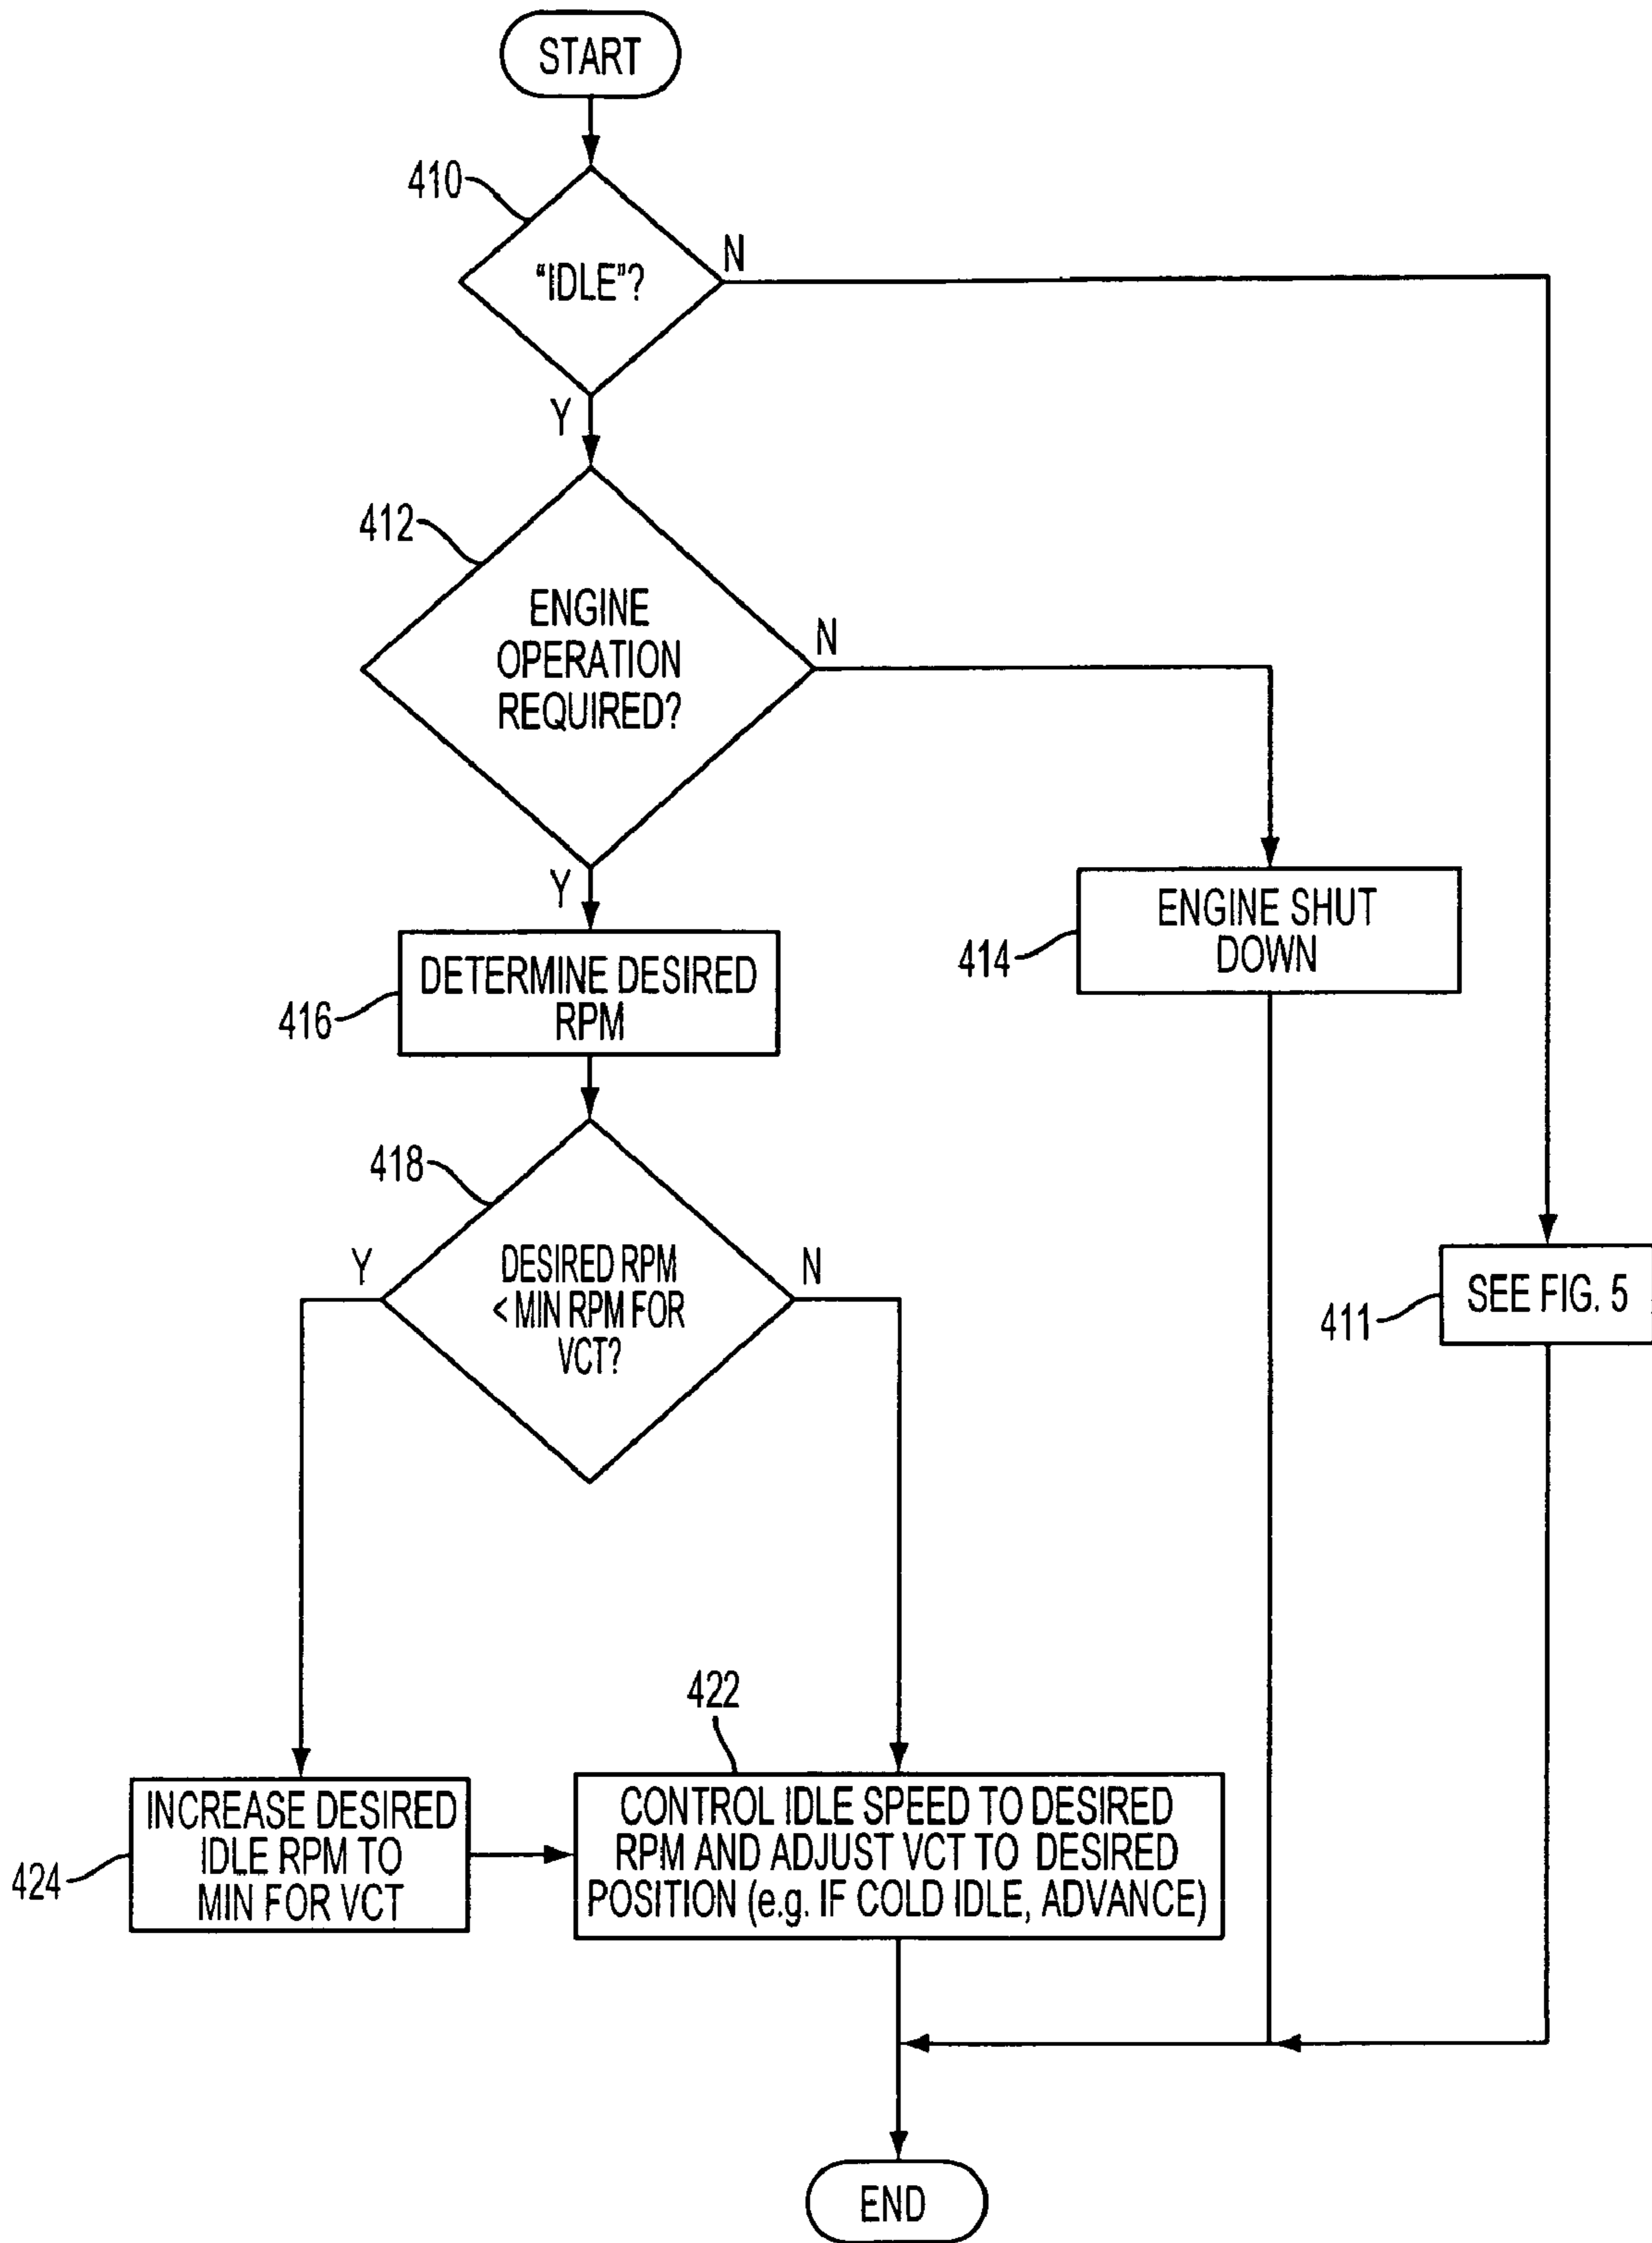 START
410
"IDLE"?
N
Y
412
ENGINE
OPERATION
REQUIRED?
N
Y
ENGINE SHUT
DOWN
414
DETERMINE DESIRED
RPM
416
418
Y
DESIRED RPM
< MIN RPM FOR
VCT?
N
SEE FIG. 5
411
422
INCREASE DESIRED
IDLE RPM TO
MIN FOR VCT
424
CONTROL IDLE SPEED TO DESIRED
RPM AND ADJUST VCT TO DESIRED
POSITION (e.g. IF COLD IDLE, ADVANCE)
END